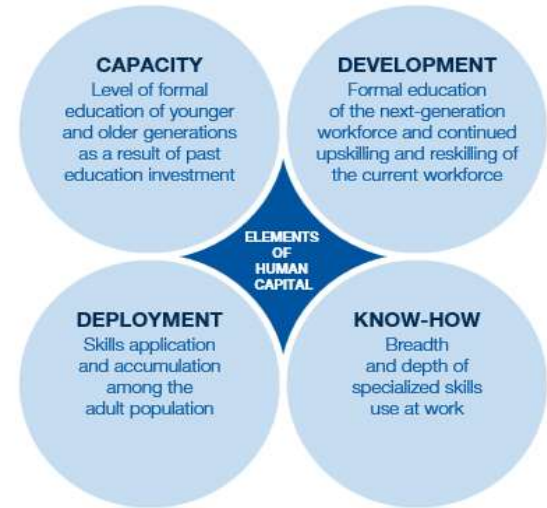 CAPACITY
Level of formal
education of younger
and older generations
as a result of past
education investment
DEVELOPMENT
Formal education
of the next-generation
workforce and continued
upskilling and reskilling of
the current workforce
ELEMENTS
OF
HUMAN
CAPITAL
DEPLOYMENT
Skills application
and accumulation
among the
adult population
KNOW-HOW
Breadth
and depth of
specialized skills
use at work